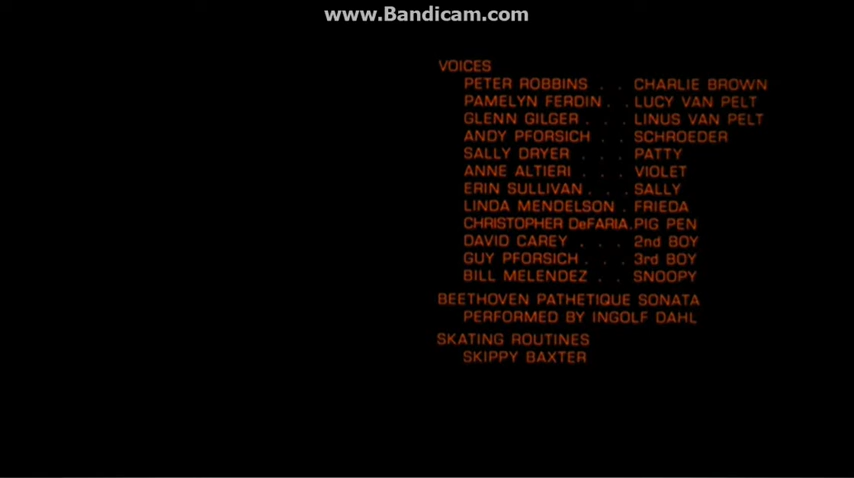 www.Bandicam.com
VOICES
PETER ROBBINS . . CHARLIE BROWN
PAMELYN FERDIN . . LUCY VAN PELT
GLENN GILGER . . . LINUS VAN PELT
ANDY PFORSICH . . SCHROEDER
SALLY DRYER . . . PATTY
ANNE ALTIERI . . . VIOLET
ERIN SULLIVAN . . . SALLY
LINDA MENDELSON . FRIEDA
CHRISTOPHER DeFARIA.PIG PEN
DAVID CAREY . . . 2nd BOY
GUY PFORSICH . . . 3rd BOY
BILL MELENDEZ . . SNOOPY
BEETHOVEN PATHETIQUE SONATA
PERFORMED BY INGOLF DAHL
SKATING ROUTINES
SKIPPY BAXTER